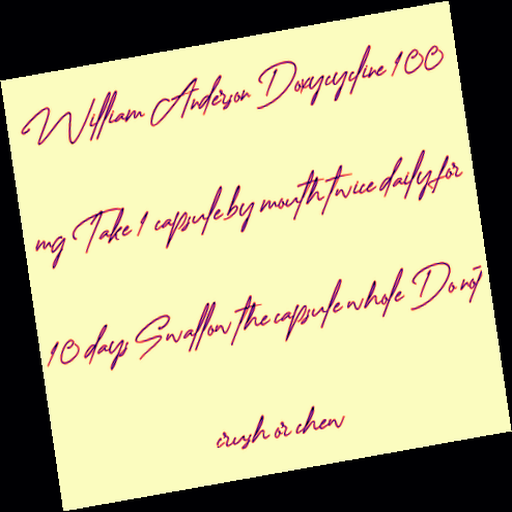 William Anderson Doxycycline 100
mg Take 1 capsule by mouth twice daily for
10 days Swallow the capsule whole Do not
crush or chew